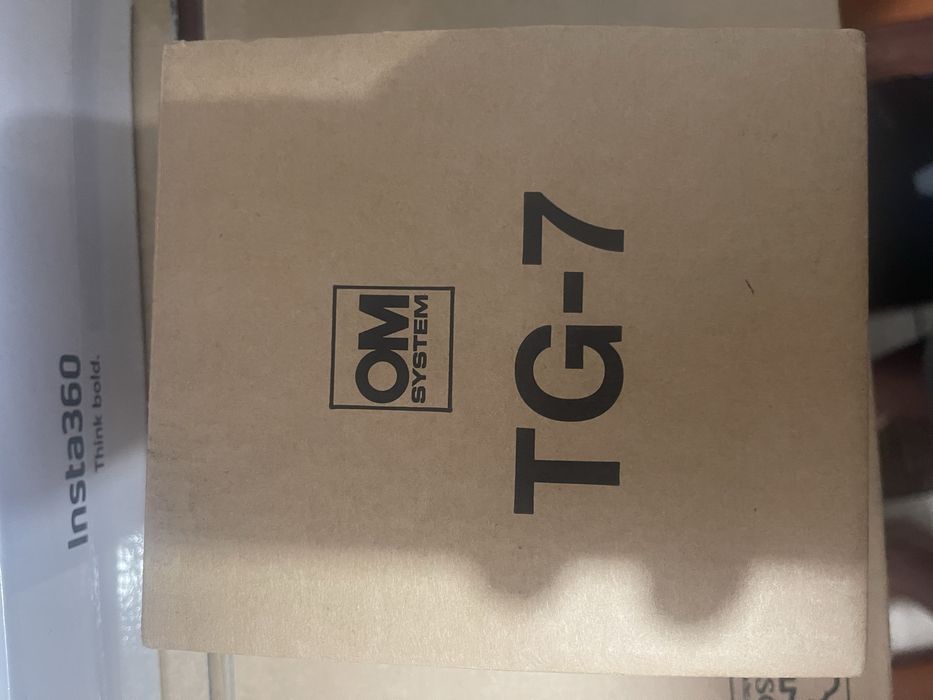 Insta360
Think bold.
OM
SYSTEM
TG-7